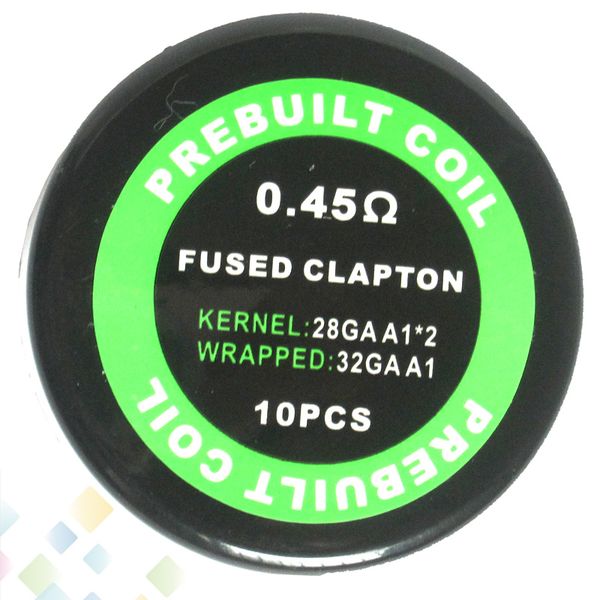 PREBUILT COIL
0.45Ω
FUSED CLAPTON
KERNEL:28GA A1*2
WRAPPED:32GA A1
10PCS
PREBUILT COIL